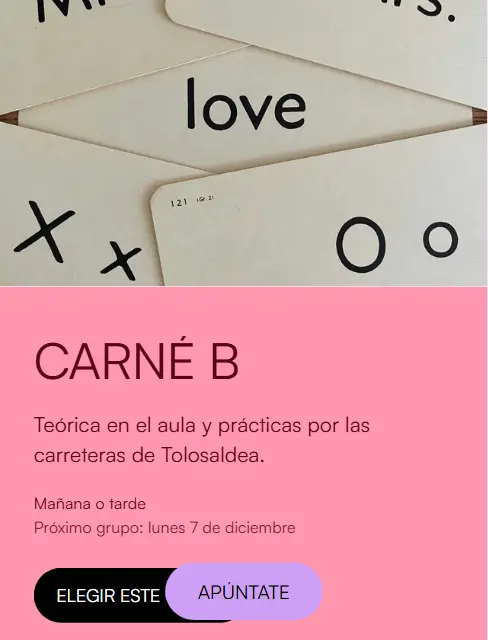 love
X x
121
O o
CARNÉ B
Teórica en el aula y prácticas por las
carreteras de Tolosaldea.
Mañana o tarde
Próximo grupo: lunes 7 de diciembre
ELEGIR ESTE
APÚNTATE